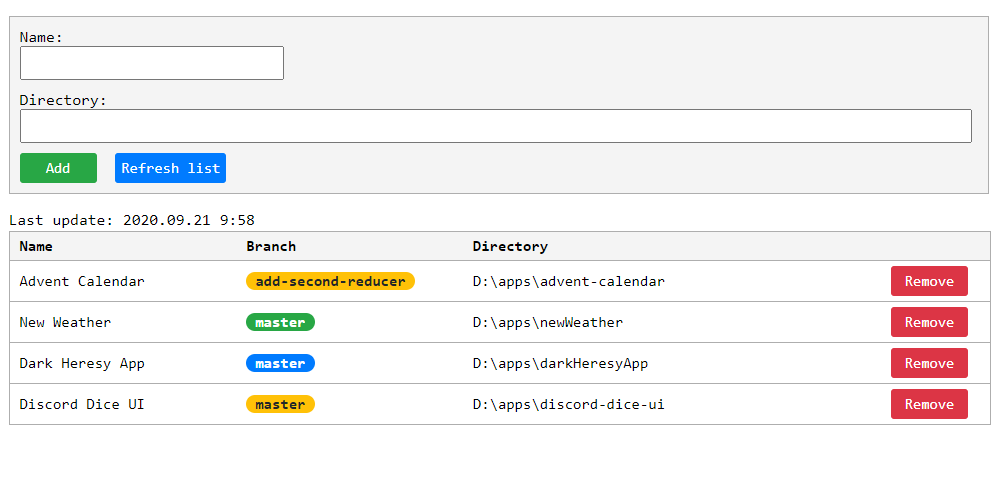 Name:
Directory:
Add Refresh list
Last update: 2020.09.21 9:58
Name Branch Directory
Advent Calendar add-second-reducer D:\apps\advent-calendar Remove
New Weather master D:\apps\newWeather Remove
Dark Heresy App master D:\apps\darkHeresyApp Remove
Discord Dice UI master D:\apps\discord-dice-ui Remove